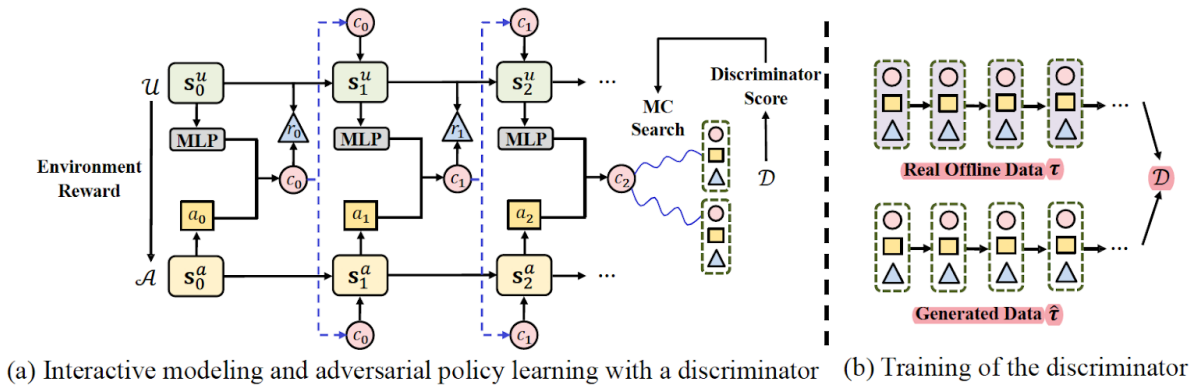 c₀
c₁
𝒰
s₀ᵘ
s₁ᵘ
s₂ᵘ
...
Discriminator
Score
MC
Search
MLP
r₀
MLP
r₁
MLP
Environment
Reward
c₀
c₁
c₂
𝒟
a₀
a₁
a₂
𝒜
s₀ᵃ
s₁ᵃ
s₂ᵃ
...
c₀
c₁
(a) Interactive modeling and adversarial policy learning with a discriminator
...
Real Offline Data τ
𝒟
...
Generated Data τ̂
(b) Training of the discriminator